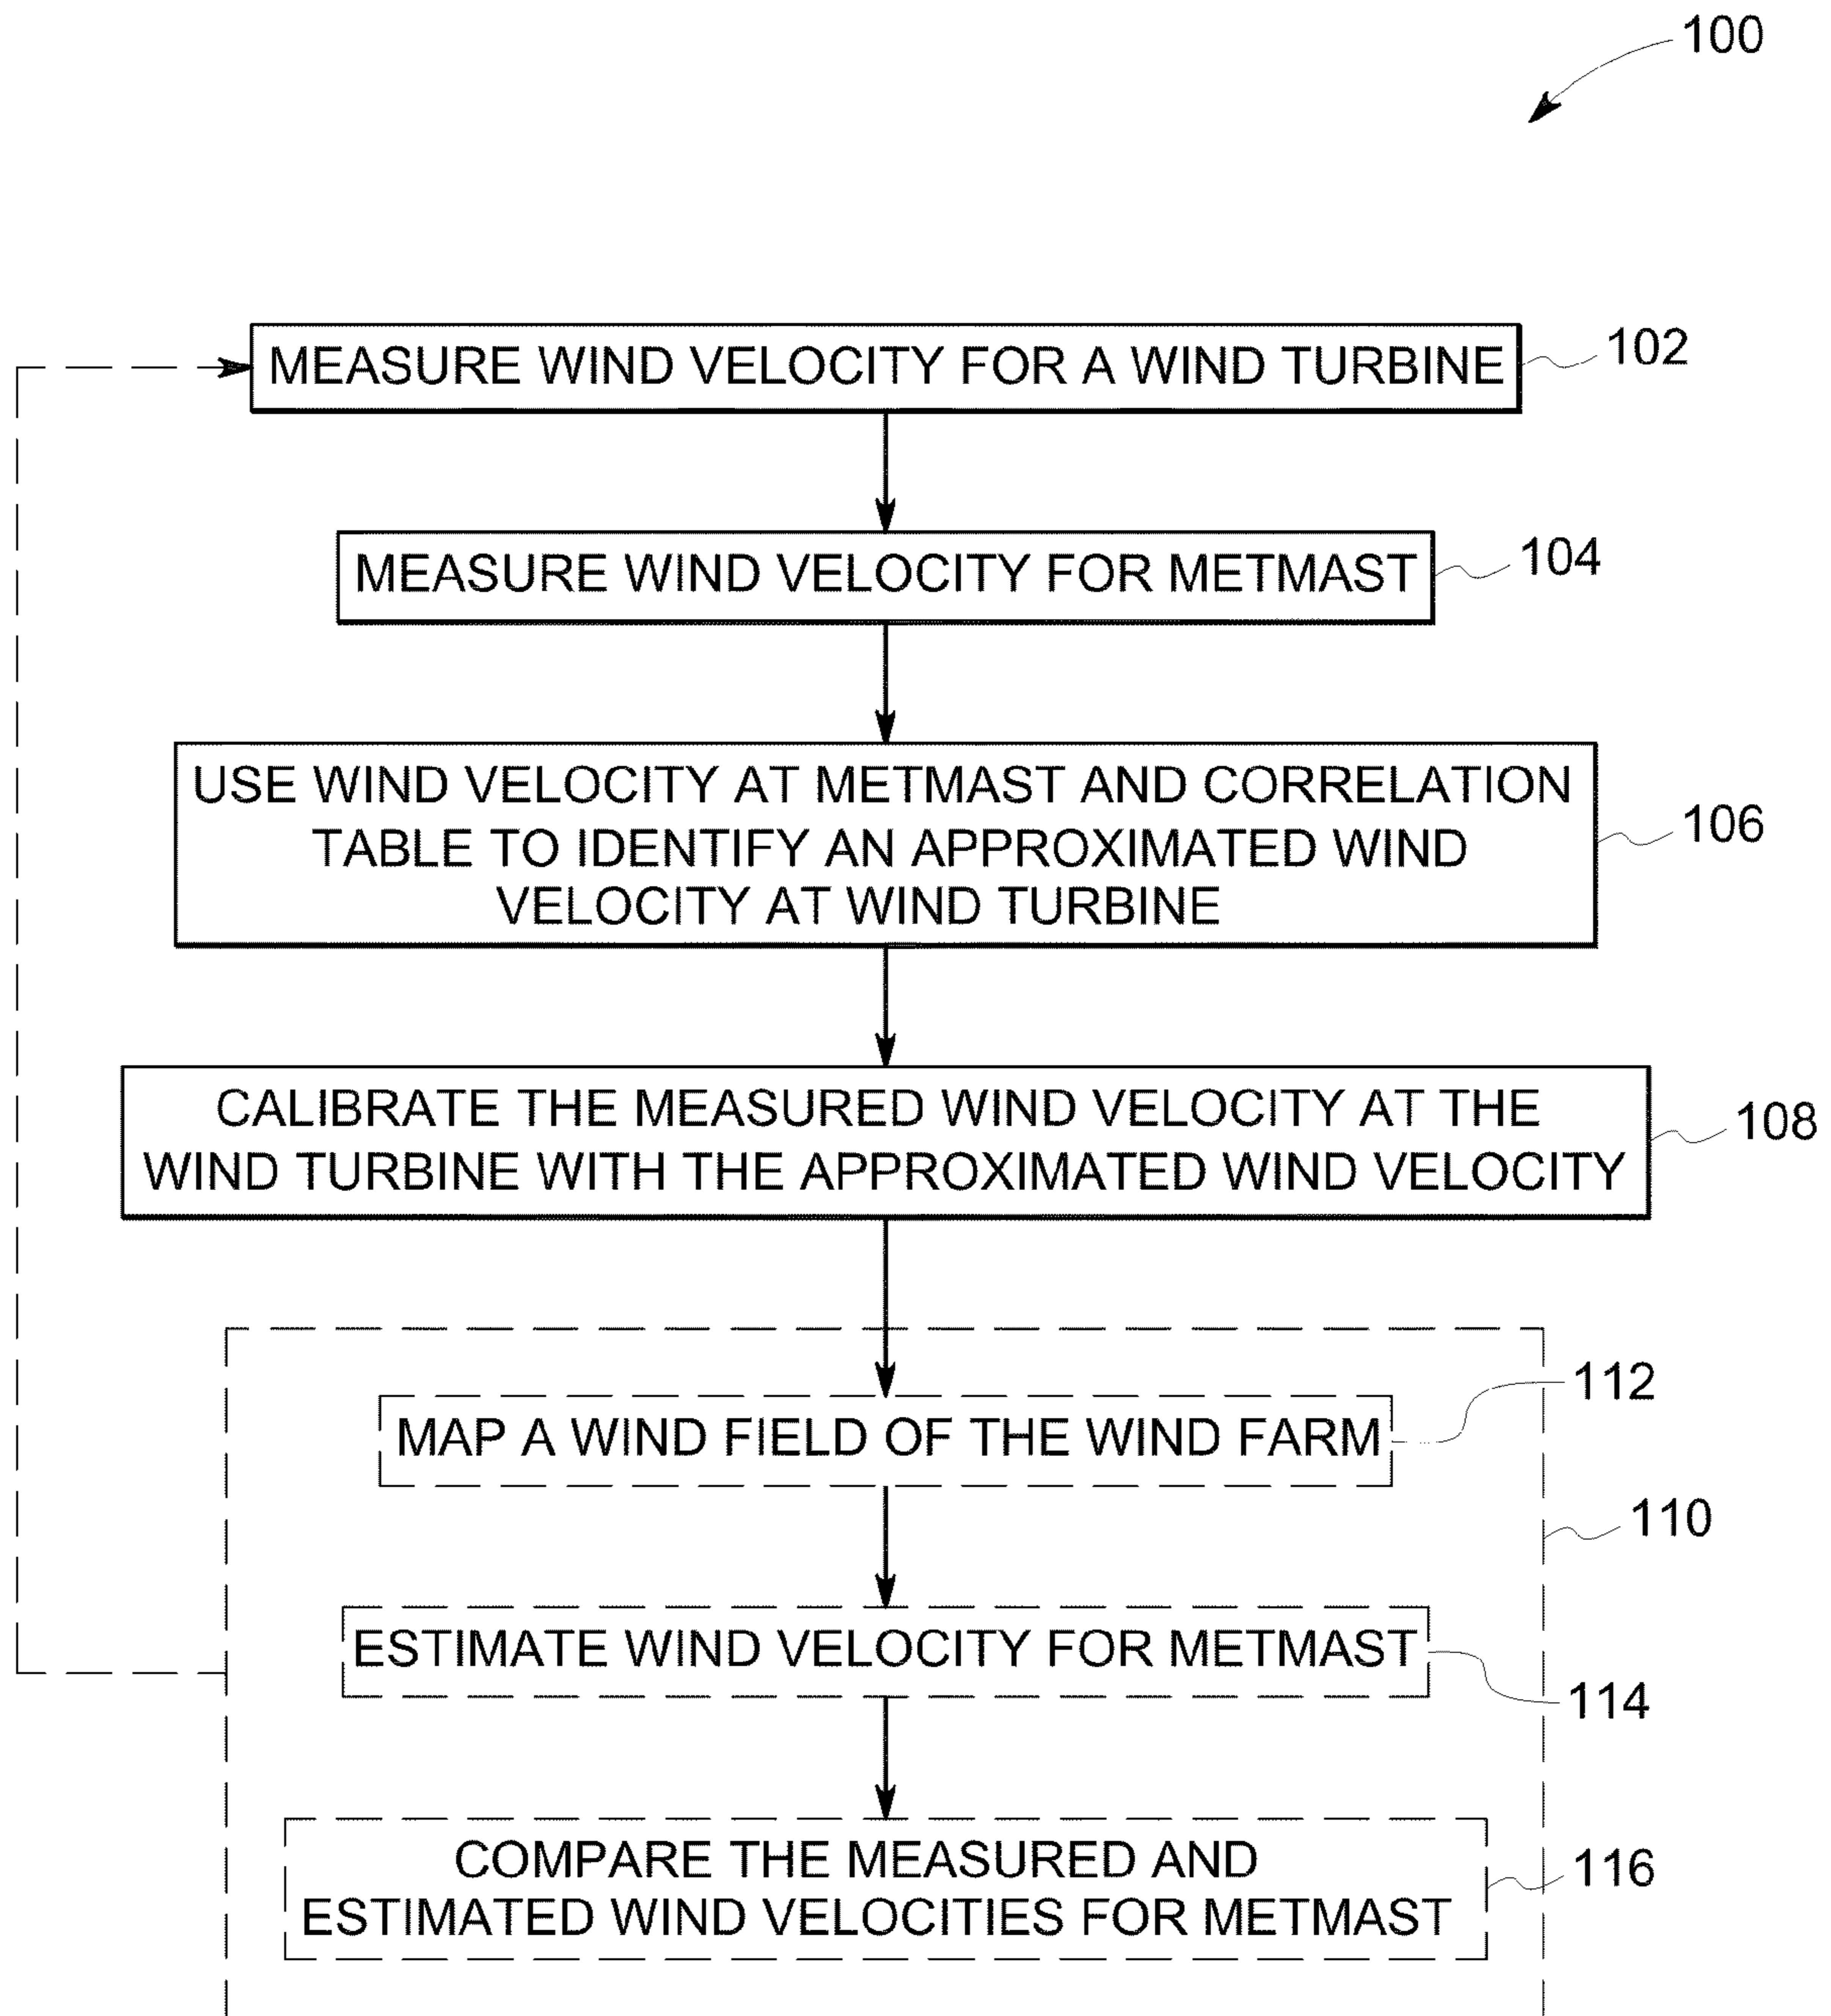 100
MEASURE WIND VELOCITY FOR A WIND TURBINE
102
MEASURE WIND VELOCITY FOR METMAST
104
USE WIND VELOCITY AT METMAST AND CORRELATION
TABLE TO IDENTIFY AN APPROXIMATED WIND
VELOCITY AT WIND TURBINE
106
CALIBRATE THE MEASURED WIND VELOCITY AT THE
WIND TURBINE WITH THE APPROXIMATED WIND VELOCITY
108
MAP A WIND FIELD OF THE WIND FARM
112
110
ESTIMATE WIND VELOCITY FOR METMAST
114
COMPARE THE MEASURED AND
ESTIMATED WIND VELOCITIES FOR METMAST
116